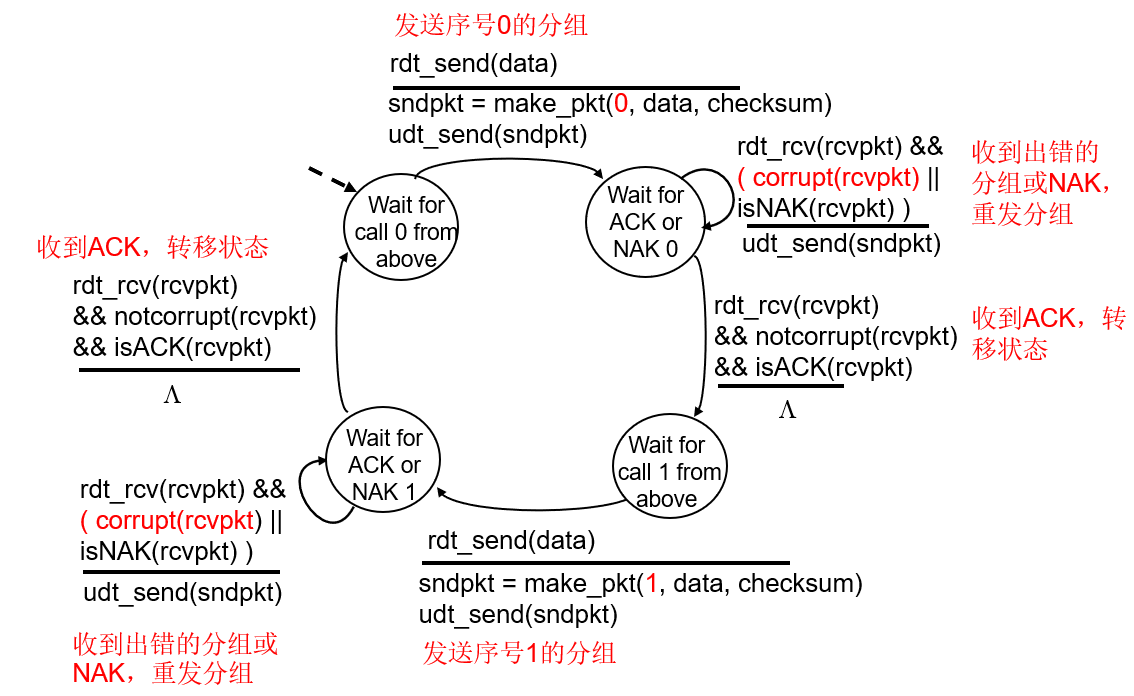 发送序号0的分组
rdt_send(data)
sndpkt = make_pkt(0, data, checksum)
udt_send(sndpkt)
Wait for
call 0 from
above
Wait for
ACK or
NAK 0
rdt_rcv(rcvpkt) &&
( corrupt(rcvpkt) ||
isNAK(rcvpkt) )
udt_send(sndpkt)
收到出错的
分组或NAK，
重发分组
收到ACK，转移状态
rdt_rcv(rcvpkt)
&& notcorrupt(rcvpkt)
&& isACK(rcvpkt)
Λ
rdt_rcv(rcvpkt)
&& notcorrupt(rcvpkt)
&& isACK(rcvpkt)
Λ
收到ACK，转
移状态
Wait for
ACK or
NAK 1
Wait for
call 1 from
above
rdt_rcv(rcvpkt) &&
( corrupt(rcvpkt) ||
isNAK(rcvpkt) )
udt_send(sndpkt)
收到出错的分组或
NAK，重发分组
rdt_send(data)
sndpkt = make_pkt(1, data, checksum)
udt_send(sndpkt)
发送序号1的分组